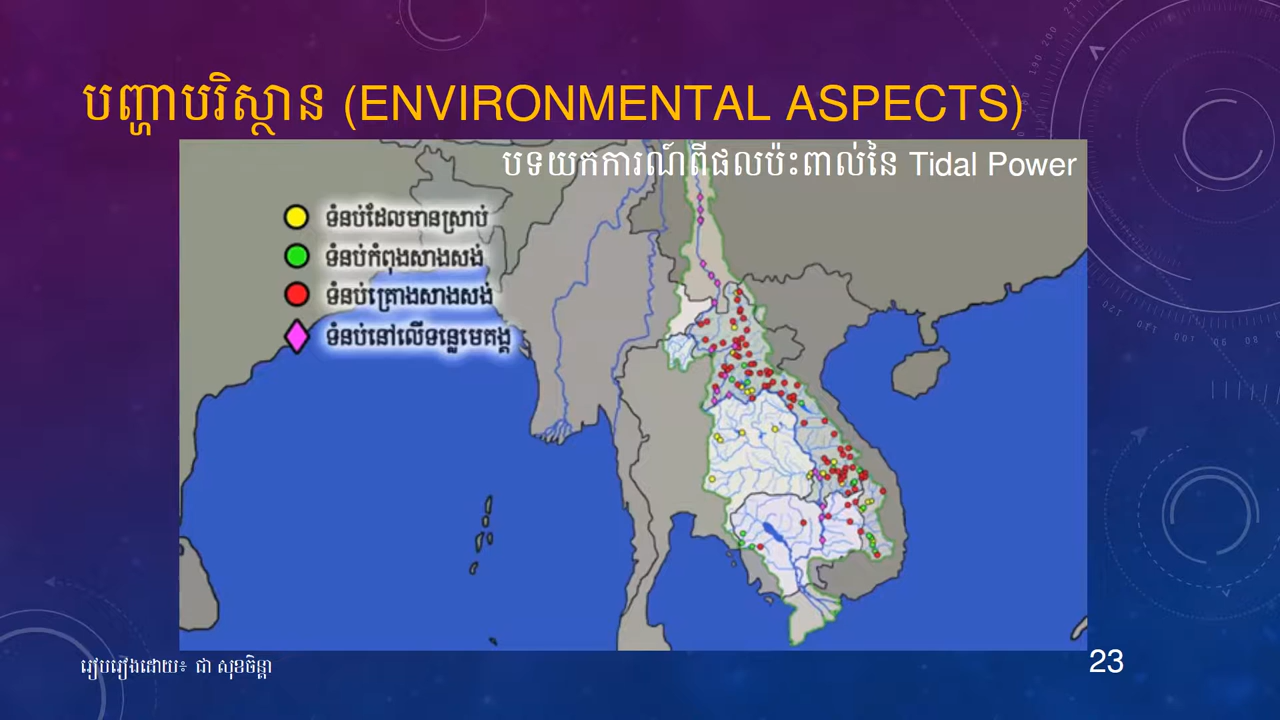 បញ្ហាបរិស្ថាន (ENVIRONMENTAL ASPECTS)
បទយកការណ៍ពីផលប៉ះពាល់នៃ Tidal Power
ទំនប់ដែលមានស្រាប់
ទំនប់កំពុងសាងសង់
ទំនប់គ្រោងសាងសង់
ទំនប់នៅលើទន្លេមេគង្គ
រៀបរៀងដោយ៖ ជា សុខចិន្តា
23